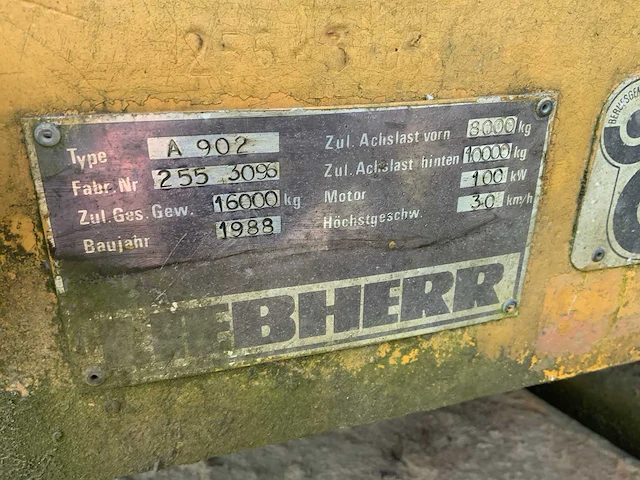 Type A 902
Fabr. Nr 255 3096
Zul. Ges. Gew. 16000 kg
Baujahr 1988
Zul. Achslast vorn 8000 kg
Zul. Achslast hinten 10000 kg
Motor 100 kW
Höchstgeschw. 30 km/h
LIEBHERR